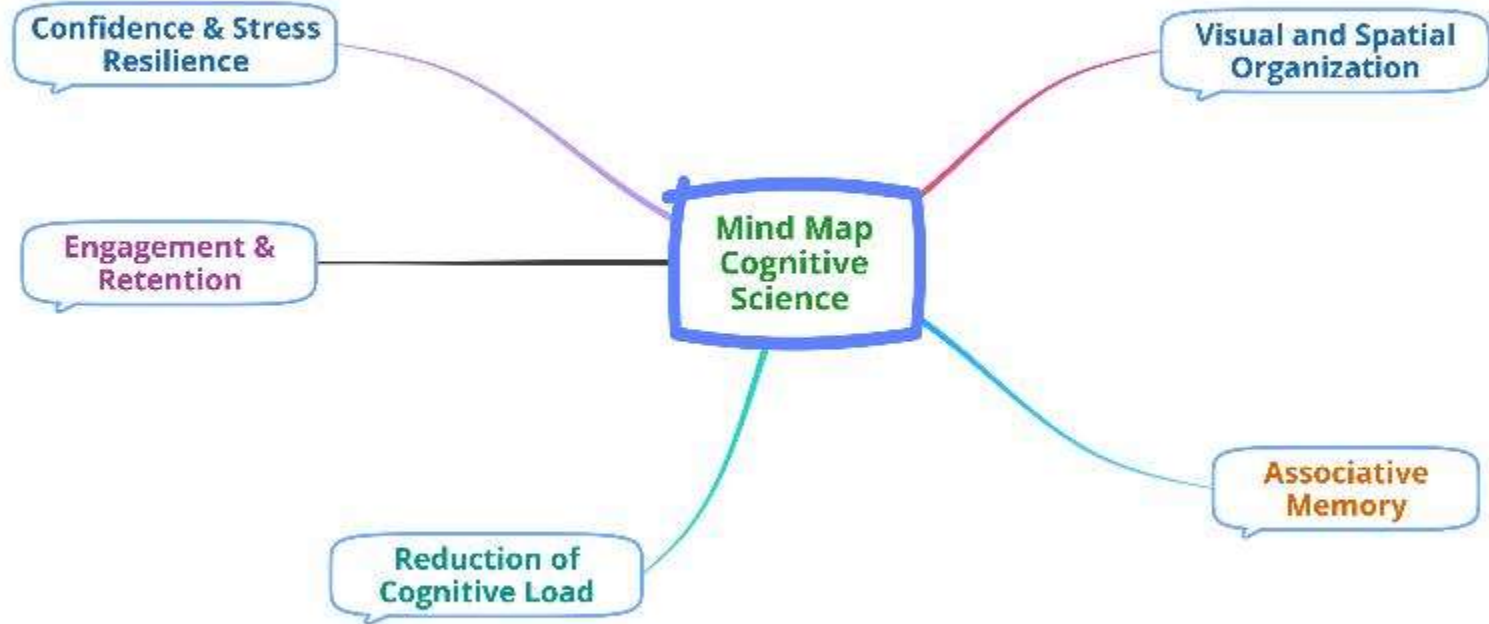 Confidence & Stress
Resilience
Visual and Spatial
Organization
Mind Map
Cognitive
Science
Engagement &
Retention
Associative
Memory
Reduction of
Cognitive Load